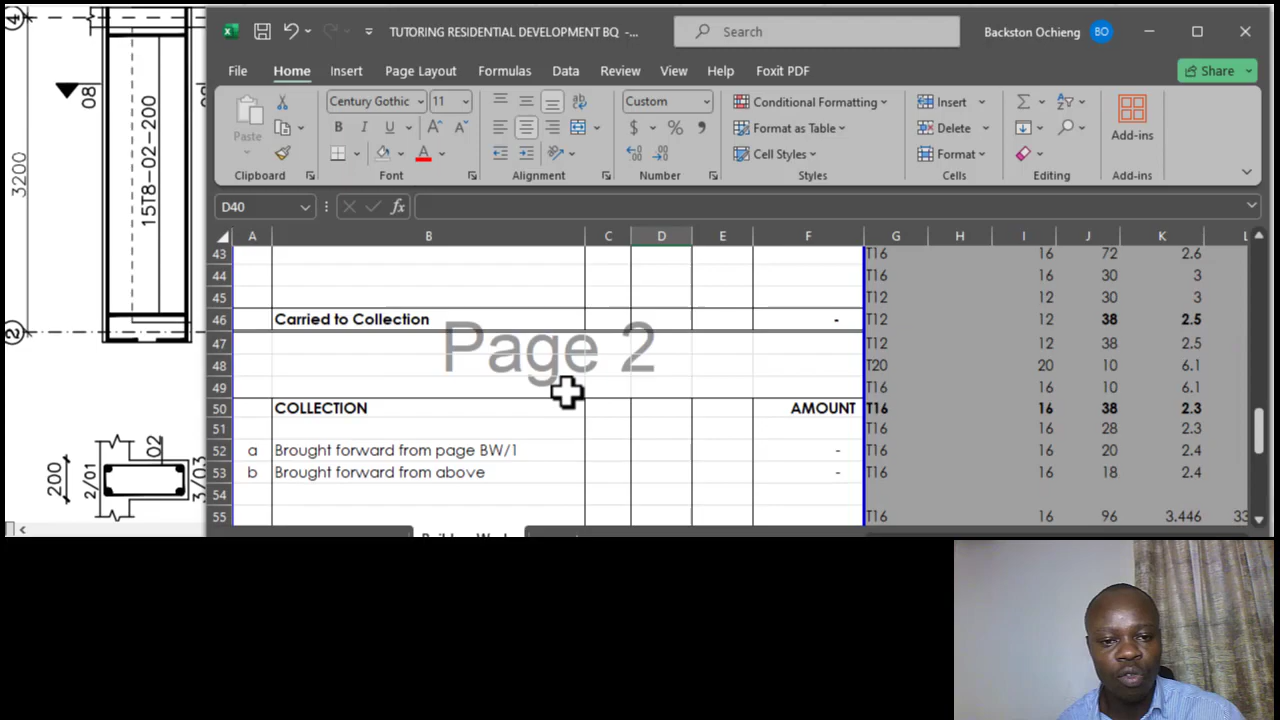 TUTORING RESIDENTIAL DEVELOPMENT BQ -...
Search
Backston Ochieng
BO
File Home Insert Page Layout Formulas Data Review View Help Foxit PDF
Share
Paste
Century Gothic
11
B I U
Custom
Conditional Formatting
Format as Table
Cell Styles
Insert
Delete
Format
Add-ins
Clipboard Font Alignment Number Styles Cells Editing Add-ins
D40
fx
A B C D E F G H I J K L
43 T16 16 72 2.6
44 T16 16 30 3
45 T12 12 30 3
46 Carried to Collection - T12 12 38 2.5
Page 2
47 T12 12 38 2.5
48 T20 20 10 6.1
49 T16 16 10 6.1
50 COLLECTION AMOUNT T16 16 38 2.3
51 T16 16 28 2.3
52 a Brought forward from page BW/1 - T16 16 20 2.4
53 b Brought forward from above - T16 16 18 2.4
54
55 T16 16 96 3.446 33
4
08
3200
15T8-02-200
2
02
200
2/01
3/03